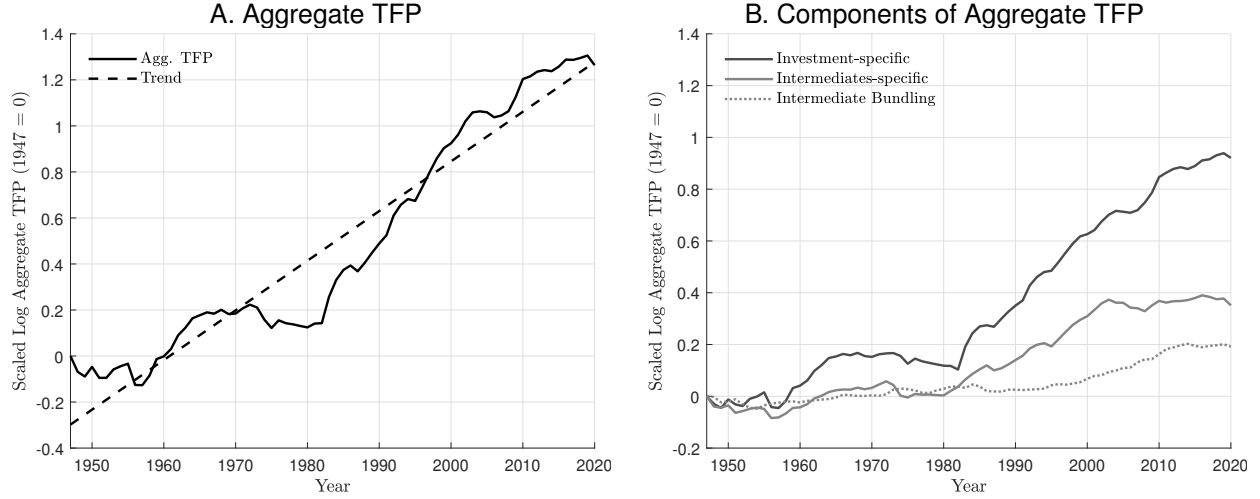 A. Aggregate TFP
Scaled Log Aggregate TFP (1947 = 0)
1.4
1.2
1
0.8
0.6
0.4
0.2
0
-0.2
-0.4
Agg. TFP
Trend
1950 1960 1970 1980 1990 2000 2010 2020
Year
B. Components of Aggregate TFP
Scaled Log Aggregate TFP (1947 = 0)
1.4
1.2
1
0.8
0.6
0.4
0.2
0
-0.2
Investment-specific
Intermediates-specific
Intermediate Bundling
1950 1960 1970 1980 1990 2000 2010 2020
Year